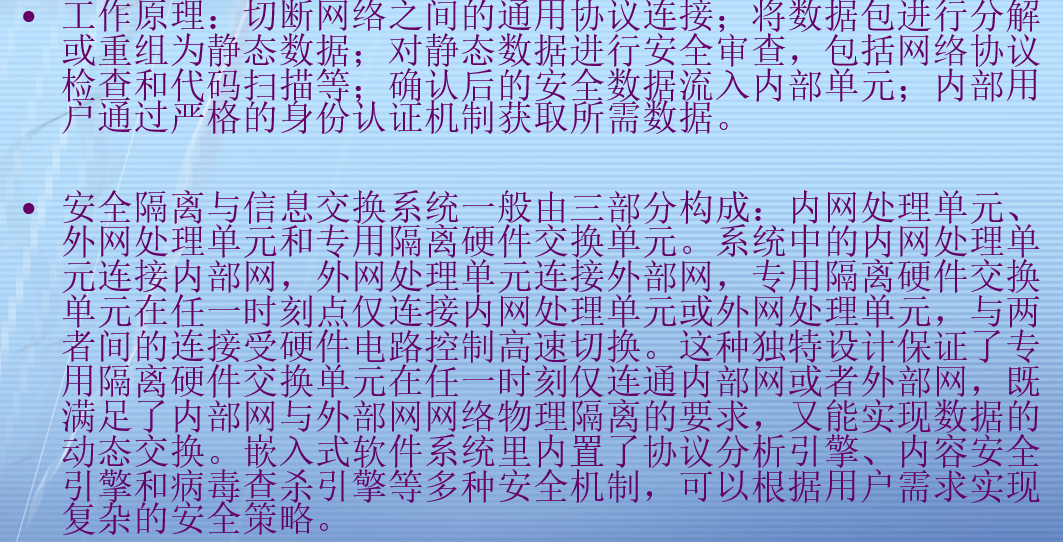 • 工作原理：切断网络之间的通用协议连接；将数据包进行分解
或重组为静态数据；对静态数据进行安全审查，包括网络协议
检查和代码扫描等；确认后的安全数据流入内部单元；内部用
户通过严格的身份认证机制获取所需数据。
• 安全隔离与信息交换系统一般由三部分构成：内网处理单元、
外网处理单元和专用隔离硬件交换单元。系统中的内网处理单
元连接内部网，外网处理单元连接外部网，专用隔离硬件交换
单元在任一时刻点仅连接内网处理单元或外网处理单元，与两
者间的连接受硬件电路控制高速切换。这种独特设计保证了专
用隔离硬件交换单元在任一时刻仅连通内部网或者外部网，既
满足了内部网与外部网网络物理隔离的要求，又能实现数据的
动态交换。嵌入式软件系统里内置了协议分析引擎、内容安全
引擎和病毒查杀引擎等多种安全机制，可以根据用户需求实现
复杂的安全策略。